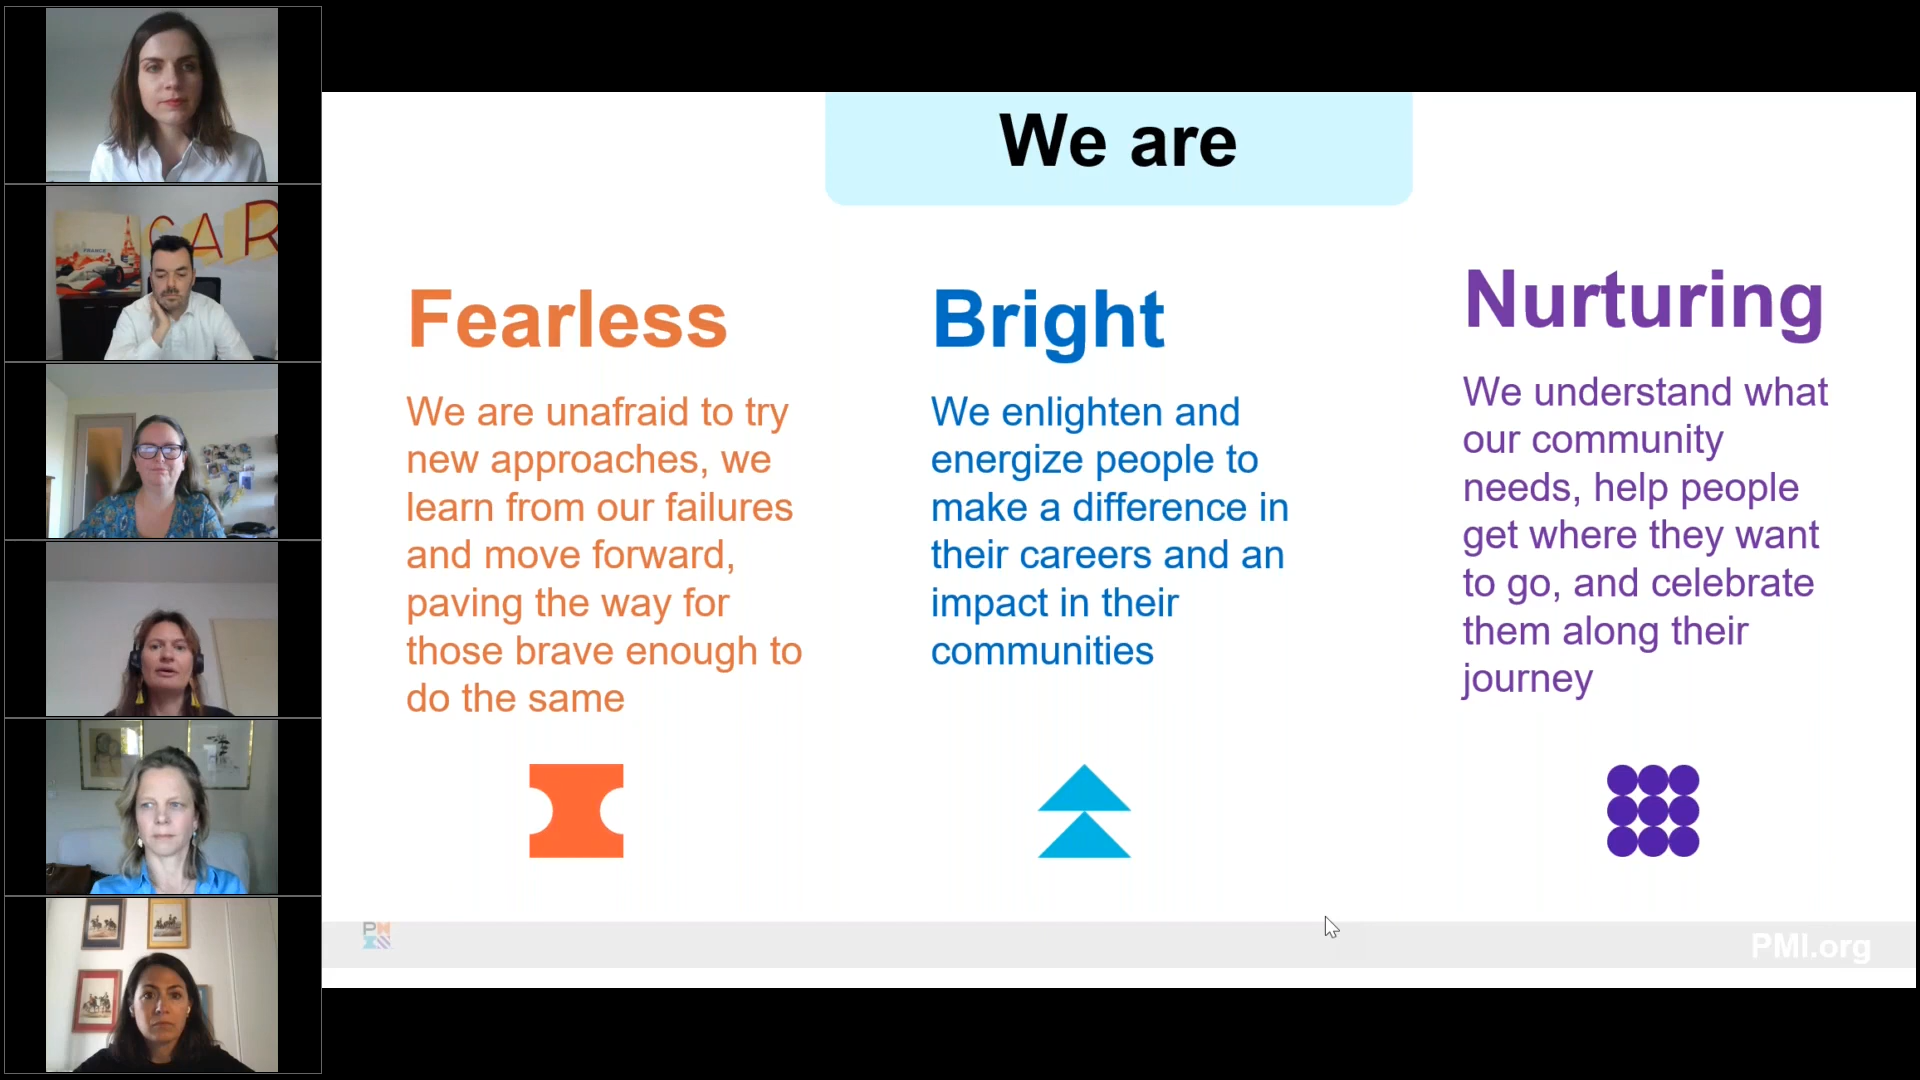 We are
Fearless
We are unafraid to try
new approaches, we
learn from our failures
and move forward,
paving the way for
those brave enough to
do the same
Bright
We enlighten and
energize people to
make a difference in
their careers and an
impact in their
communities
Nurturing
We understand what
our community
needs, help people
get where they want
to go, and celebrate
them along their
journey
PMI.org
CAR
FRANCE